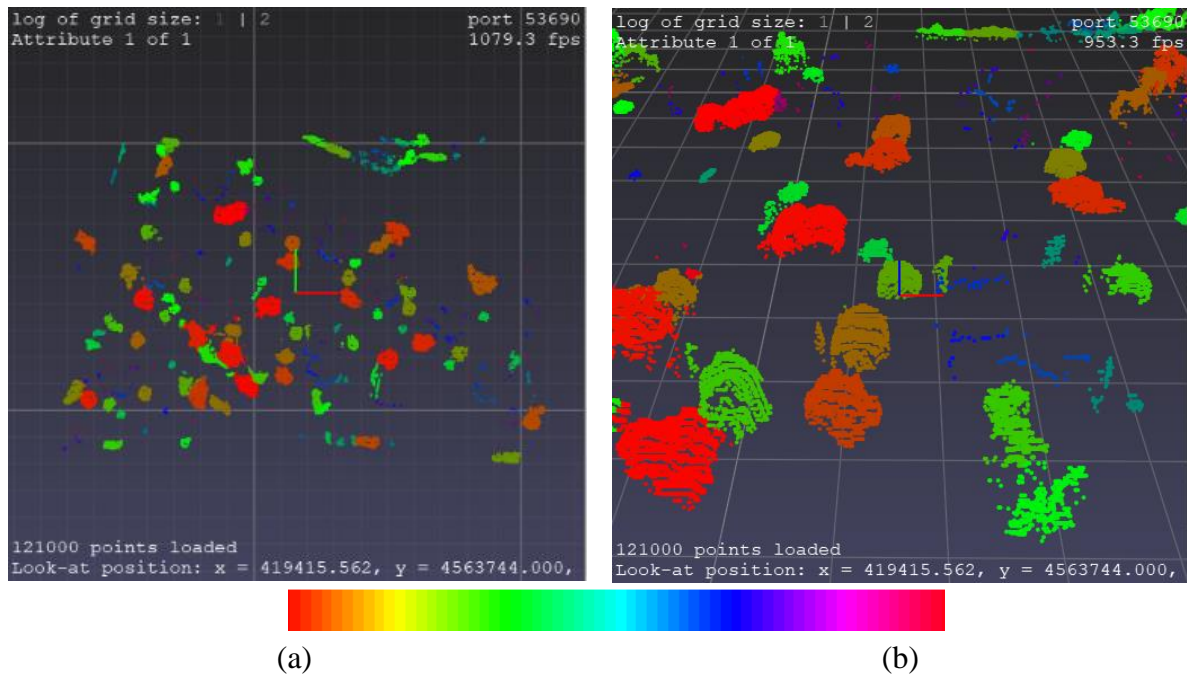 log of grid size: 1 | 2
port 53690
Attribute 1 of 1
1079.3 fps
121000 points loaded
Look-at position: x = 419415.562, y = 4563744.000,
log of grid size: 1 | 2
port 53690
Attribute 1 of 1
953.3 fps
121000 points loaded
Look-at position: x = 419415.562, y = 4563744.000,
(a)
(b)